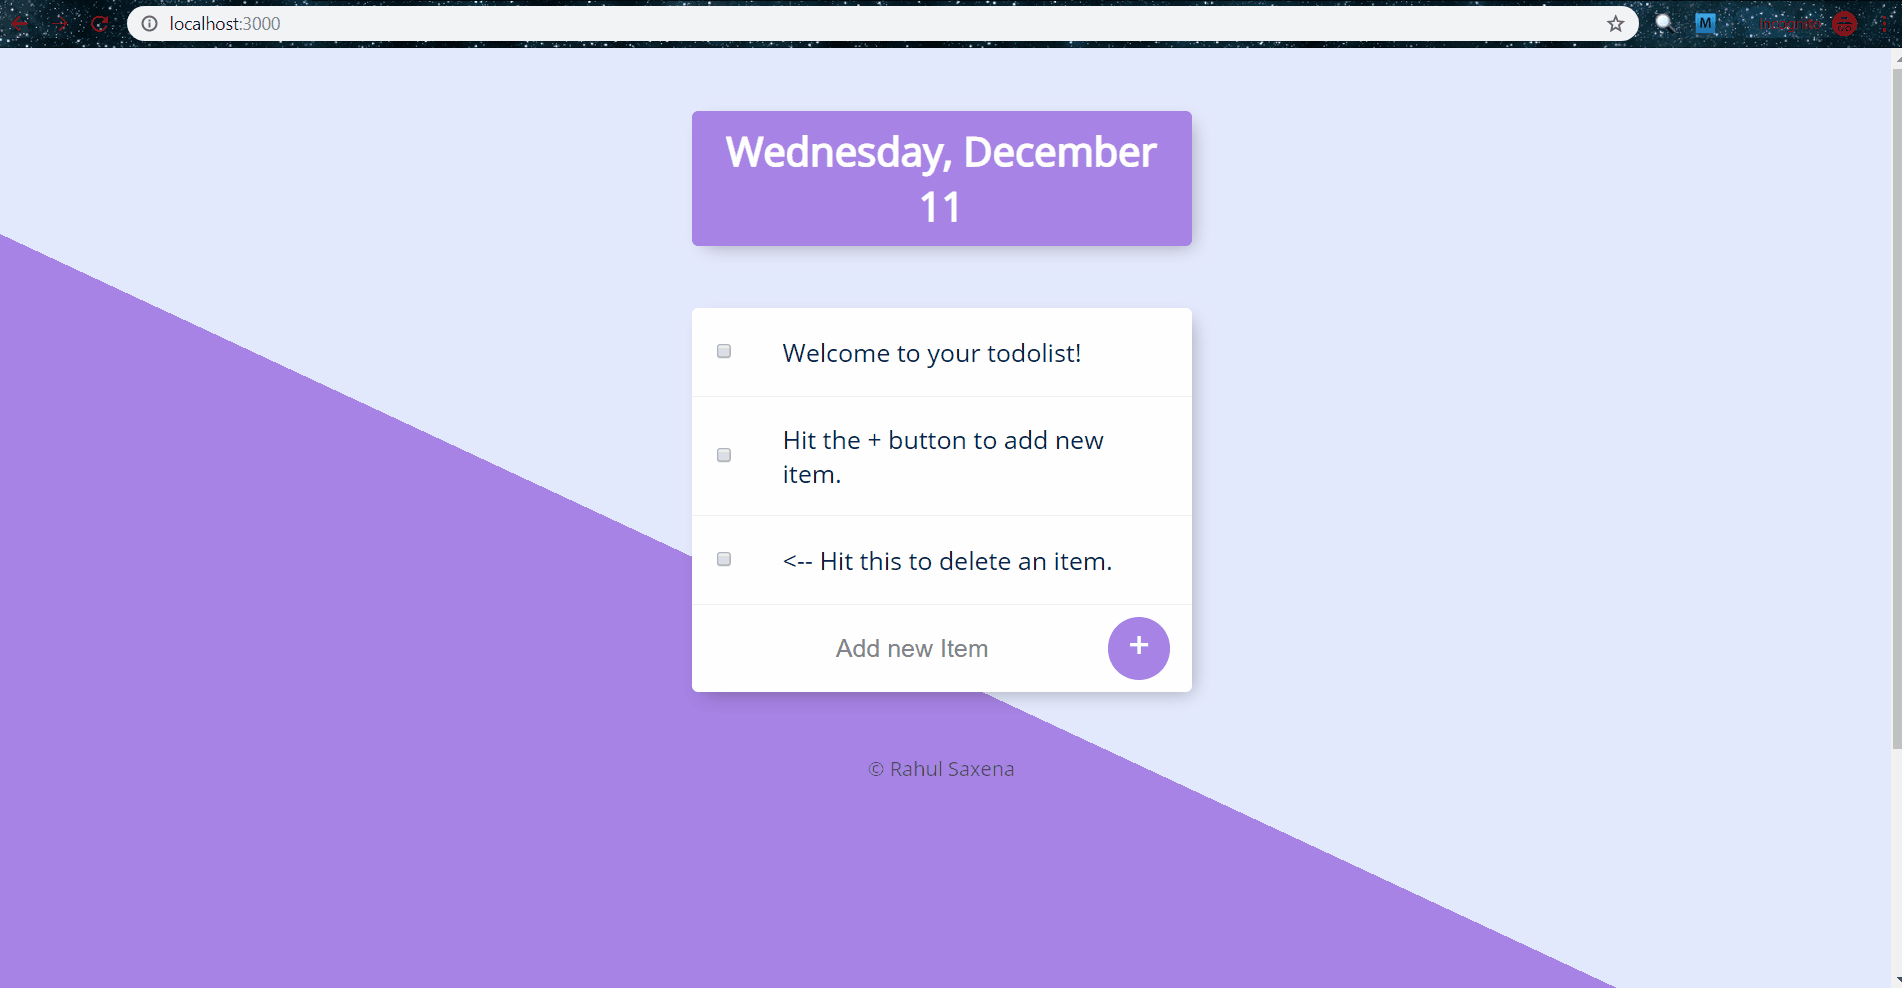 localhost:3000
M
Incognito
Wednesday, December
11
Welcome to your todolist!
Hit the + button to add new
item.
<-- Hit this to delete an item.
Add new Item
+
© Rahul Saxena